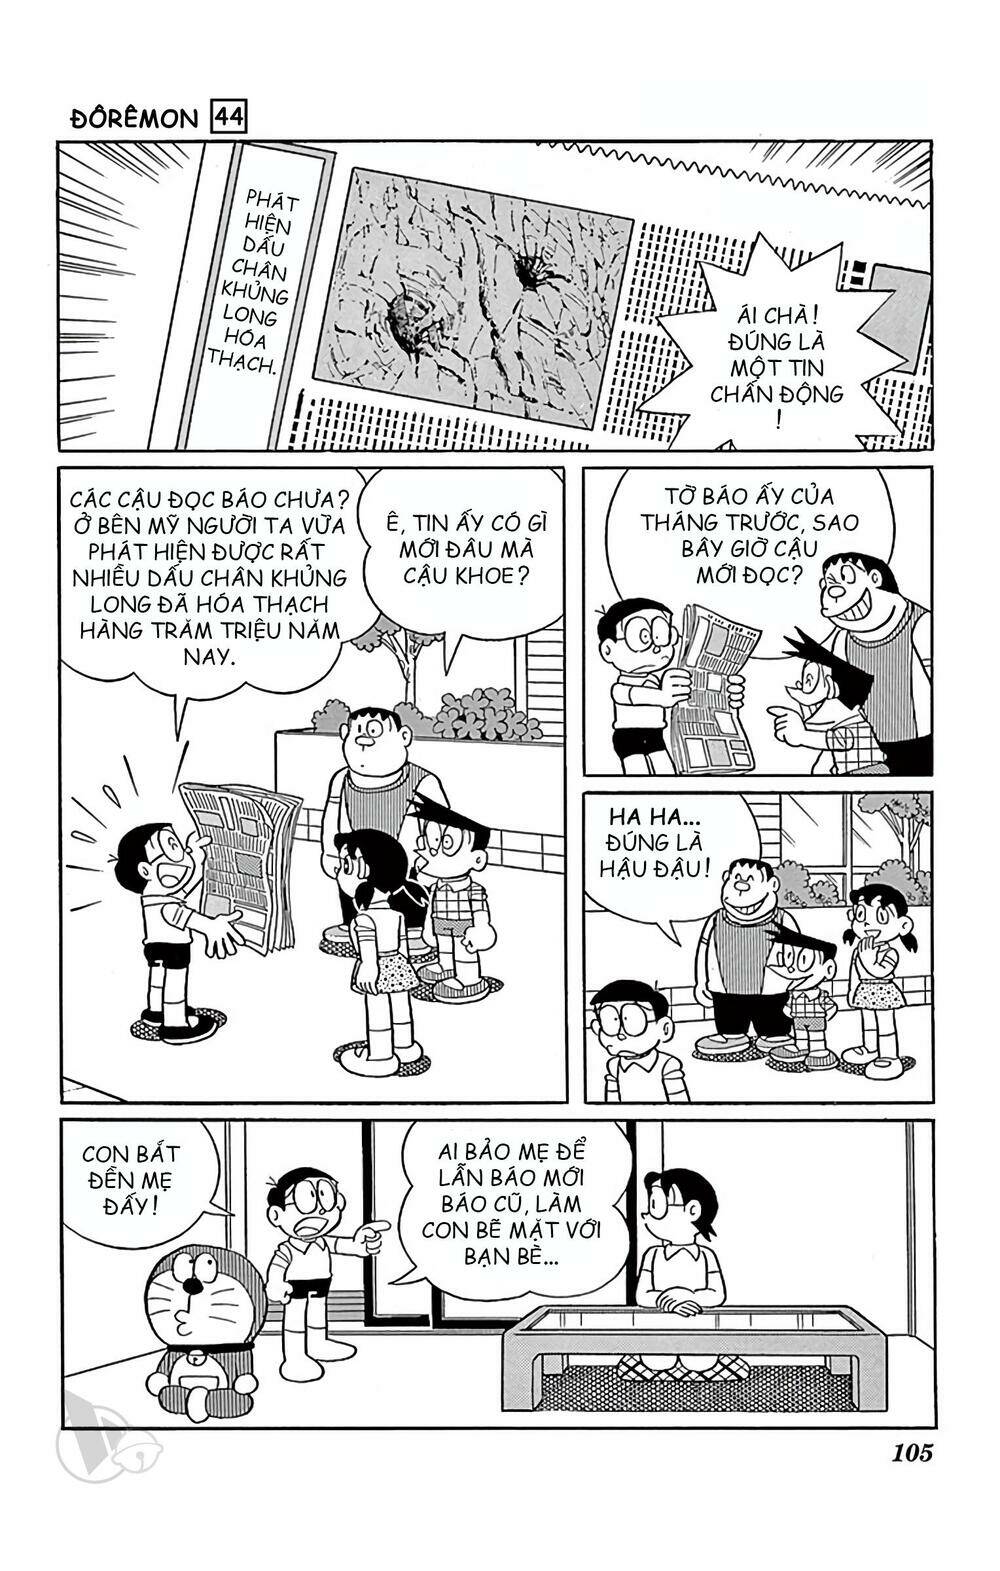 ĐÔRÊMON 44
PHÁT
HIỆN
DẤU
CHÂN
KHỦNG
LONG
HÓA
THẠCH.
ÁI CHÀ!
ĐÚNG LÀ
MỘT TIN
CHẤN ĐỘNG
!
CÁC CẬU ĐỌC BÁO CHƯA?
Ở BÊN MỸ NGƯỜI TA VỪA
PHÁT HIỆN ĐƯỢC RẤT
NHIỀU DẤU CHÂN KHỦNG
LONG ĐÃ HÓA THẠCH
HÀNG TRĂM TRIỆU NĂM
NAY.
Ê, TIN ẤY CÓ GÌ
MỚI ĐÂU MÀ
CẬU KHOE?
TỜ BÁO ẤY CỦA
THÁNG TRƯỚC, SAO
BÂY GIỜ CẬU
MỚI ĐỌC?
HA HA...
ĐÚNG LÀ
HẬU ĐẬU!
CON BẮT
ĐỀN MẸ
ĐẤY!
AI BẢO MẸ ĐỂ
LẪN BÁO MỚI
BÁO CŨ, LÀM
CON BẼ MẶT VỚI
BẠN BÈ...
105